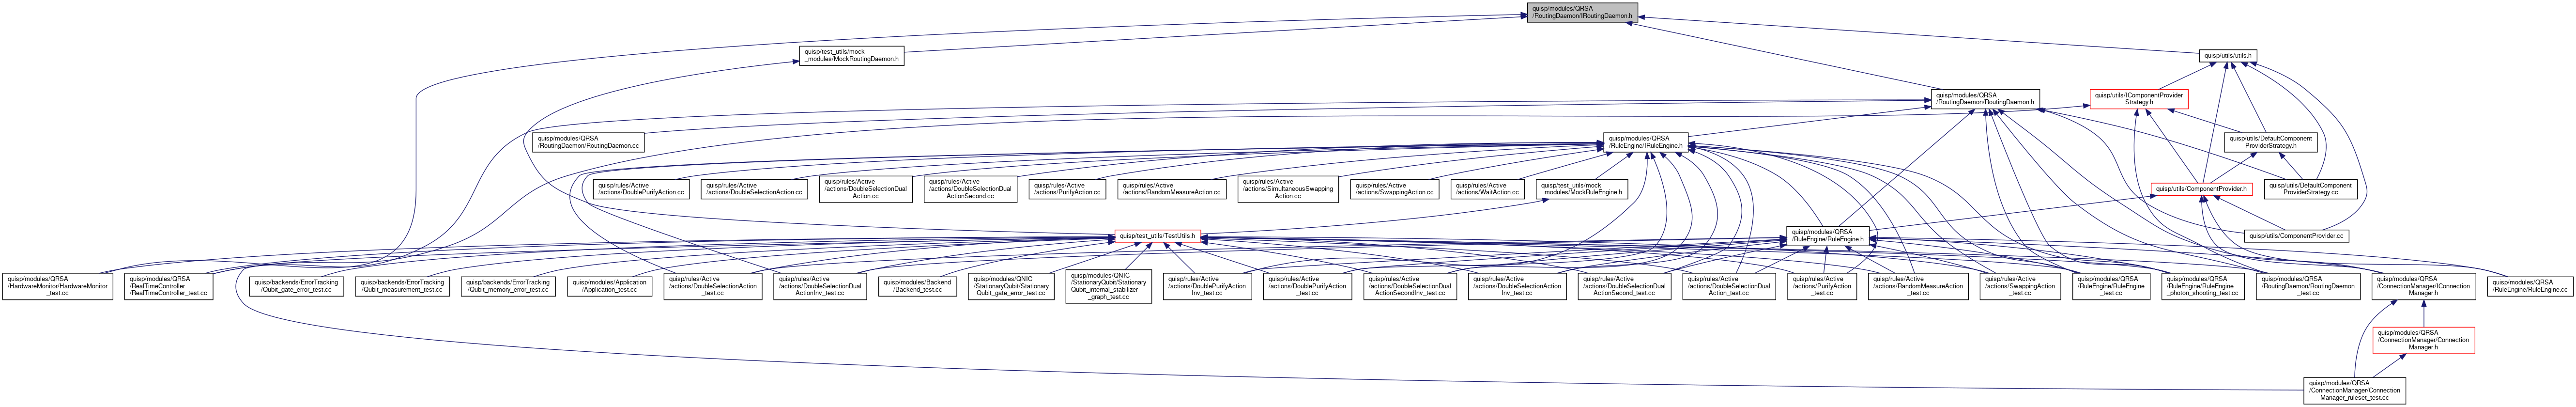 quisp/modules/QRSA
/RoutingDaemon/IRoutingDaemon.h
quisp/test_utils/mock
_modules/MockRoutingDaemon.h
quisp/utils/utils.h
quisp/modules/QRSA
/RoutingDaemon/RoutingDaemon.h
quisp/utils/IComponentProvider
Strategy.h
quisp/modules/QRSA
/RoutingDaemon/RoutingDaemon.cc
quisp/modules/QRSA
/RuleEngine/IRuleEngine.h
quisp/utils/DefaultComponent
ProviderStrategy.h
quisp/rules/Active
/actions/DoublePurifyAction.cc
quisp/rules/Active
/actions/DoubleSelectionAction.cc
quisp/rules/Active
/actions/DoubleSelectionDual
Action.cc
quisp/rules/Active
/actions/DoubleSelectionDual
ActionSecond.cc
quisp/rules/Active
/actions/PurifyAction.cc
quisp/rules/Active
/actions/RandomMeasureAction.cc
quisp/rules/Active
/actions/SimultaneousSwapping
Action.cc
quisp/rules/Active
/actions/SwappingAction.cc
quisp/rules/Active
/actions/WaitAction.cc
quisp/test_utils/mock
_modules/MockRuleEngine.h
quisp/utils/ComponentProvider.h
quisp/utils/DefaultComponent
ProviderStrategy.cc
quisp/test_utils/TestUtils.h
quisp/modules/QRSA
/RuleEngine/RuleEngine.h
quisp/utils/ComponentProvider.cc
quisp/modules/QRSA
/HardwareMonitor/HardwareMonitor
_test.cc
quisp/modules/QRSA
/RealTimeController
/RealTimeController_test.cc
quisp/backends/ErrorTracking
/Qubit_gate_error_test.cc
quisp/backends/ErrorTracking
/Qubit_measurement_test.cc
quisp/backends/ErrorTracking
/Qubit_memory_error_test.cc
quisp/modules/Application
/Application_test.cc
quisp/rules/Active
/actions/DoubleSelectionAction
_test.cc
quisp/rules/Active
/actions/DoubleSelectionDual
ActionInv_test.cc
quisp/modules/Backend
/Backend_test.cc
quisp/modules/QNIC
/StationaryQubit/Stationary
Qubit_gate_error_test.cc
quisp/modules/QNIC
/StationaryQubit/Stationary
Qubit_internal_stabilizer
_graph_test.cc
quisp/rules/Active
/actions/DoublePurifyAction
Inv_test.cc
quisp/rules/Active
/actions/DoublePurifyAction
_test.cc
quisp/rules/Active
/actions/DoubleSelectionDual
ActionSecondInv_test.cc
quisp/rules/Active
/actions/DoubleSelectionAction
Inv_test.cc
quisp/rules/Active
/actions/DoubleSelectionDual
ActionSecond_test.cc
quisp/rules/Active
/actions/DoubleSelectionDual
Action_test.cc
quisp/rules/Active
/actions/PurifyAction
_test.cc
quisp/rules/Active
/actions/RandomMeasureAction
_test.cc
quisp/rules/Active
/actions/SwappingAction
_test.cc
quisp/modules/QRSA
/RuleEngine/RuleEngine
_test.cc
quisp/modules/QRSA
/RuleEngine/RuleEngine
_photon_shooting_test.cc
quisp/modules/QRSA
/RoutingDaemon/RoutingDaemon
_test.cc
quisp/modules/QRSA
/ConnectionManager/IConnection
Manager.h
quisp/modules/QRSA
/RuleEngine/RuleEngine.cc
quisp/modules/QRSA
/ConnectionManager/Connection
Manager.h
quisp/modules/QRSA
/ConnectionManager/Connection
Manager_ruleset_test.cc